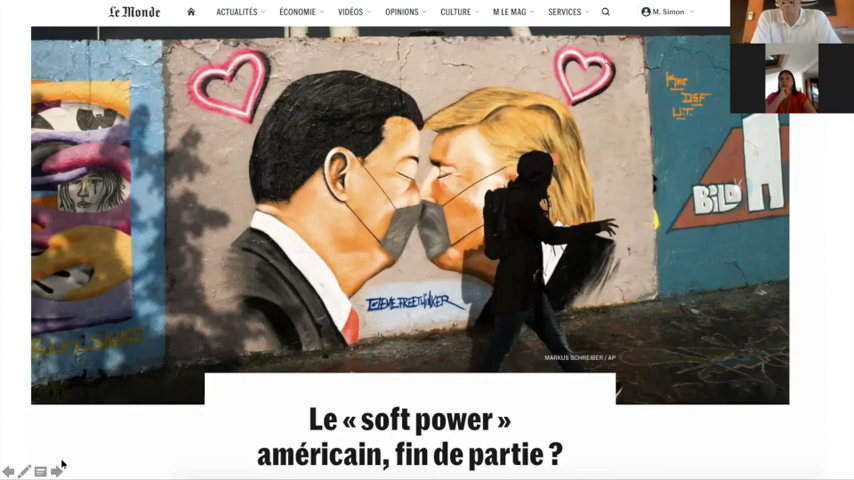 Le Monde
ACTUALITÉS
ÉCONOMIE
VIDÉOS
OPINIONS
CULTURE
M LE MAG
SERVICES
M. Simon
BILD
MARKUS SCHREIBER / AP
Le « soft power »
américain, fin de partie ?